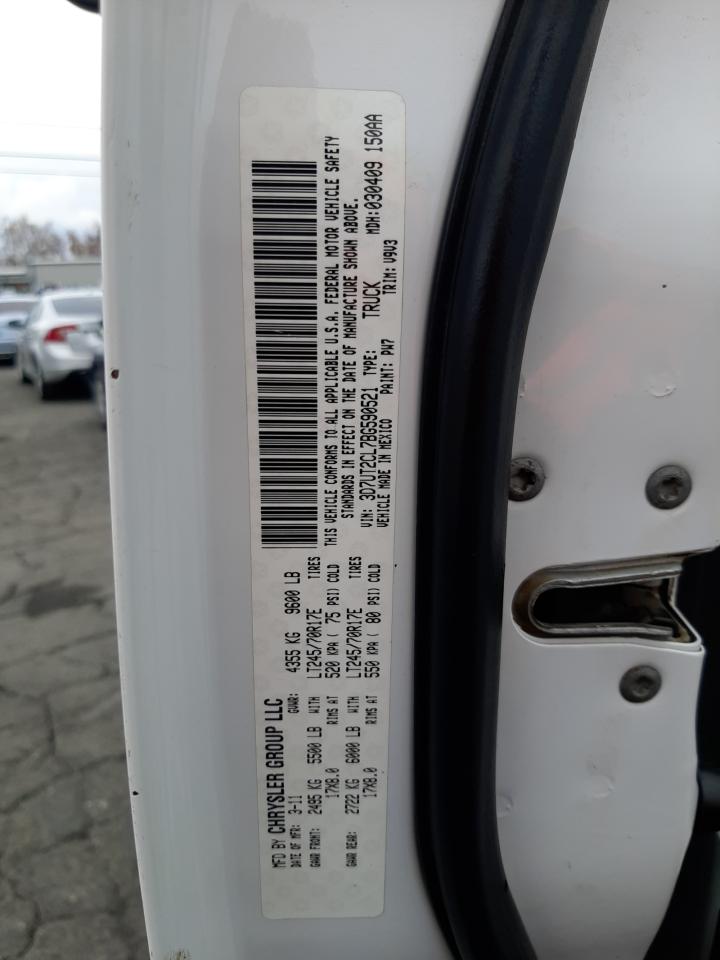 MFD BY CHRYSLER GROUP LLC
DATE OF MFR: 3-11 GVWR: 4355 KG 9600 LB
GAWR FRONT: 2495 KG 5500 LB WITH LT245/70R17E TIRES
17X8.0 RIMS AT 520 KPA ( 75 PSI) COLD
GAWR REAR: 2722 KG 6000 LB WITH LT245/70R17E TIRES
17X8.0 RIMS AT 550 KPA ( 80 PSI) COLD
THIS VEHICLE CONFORMS TO ALL APPLICABLE U.S.A. FEDERAL MOTOR VEHICLE SAFETY
STANDARDS IN EFFECT ON THE DATE OF MANUFACTURE SHOWN ABOVE.
VIN: 3D7UT2CL7BG590521 TYPE: TRUCK MDH:030409 150AA
VEHICLE MADE IN MEXICO PAINT: PW7 TRIM: V9V3